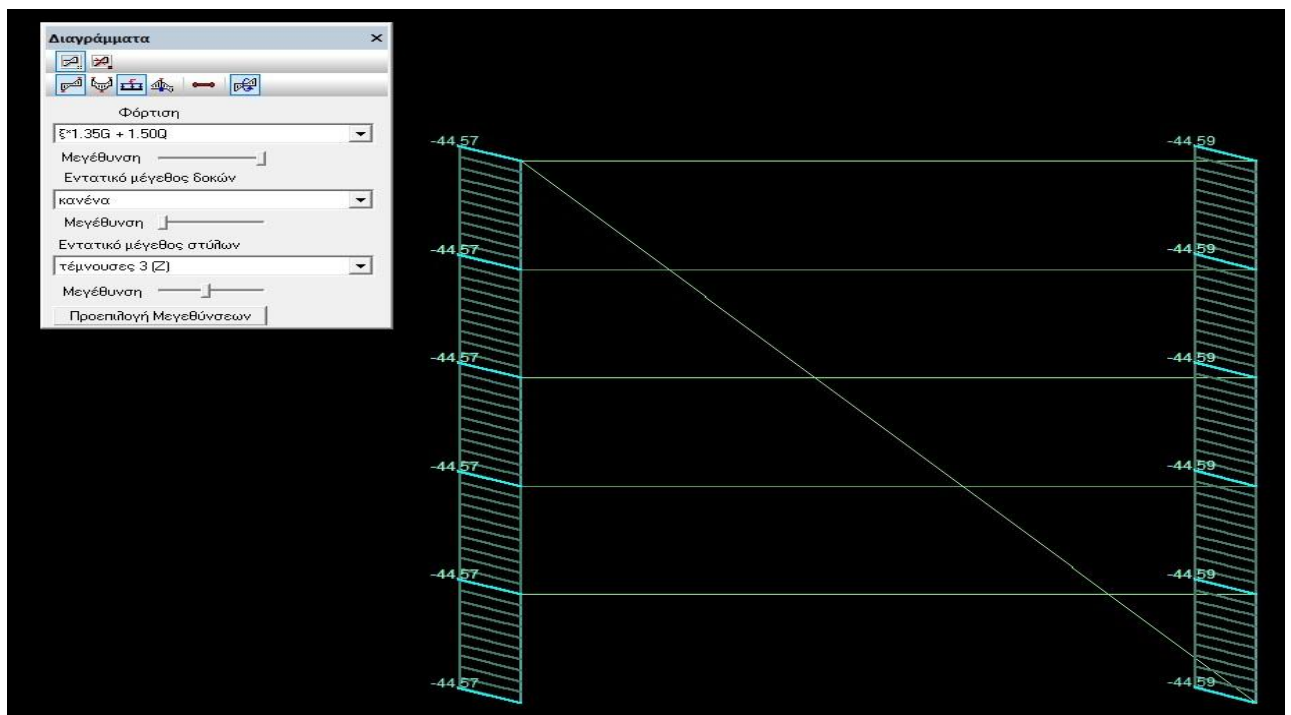 Διαγράμματα
Φόρτιση
ξ*1.35G + 1.50Q
Μεγέθυνση
Εντατικό μέγεθος δοκών
κανένα
Μεγέθυνση
Εντατικό μέγεθος στύλων
τέμνουσες 3 (Z)
Μεγέθυνση
Προεπιλογή Μεγεθύνσεων
-44.57 -44.59
-44.57 -44.59
-44.57 -44.59
-44.57 -44.59
-44.57 -44.59
-44.57 -44.59